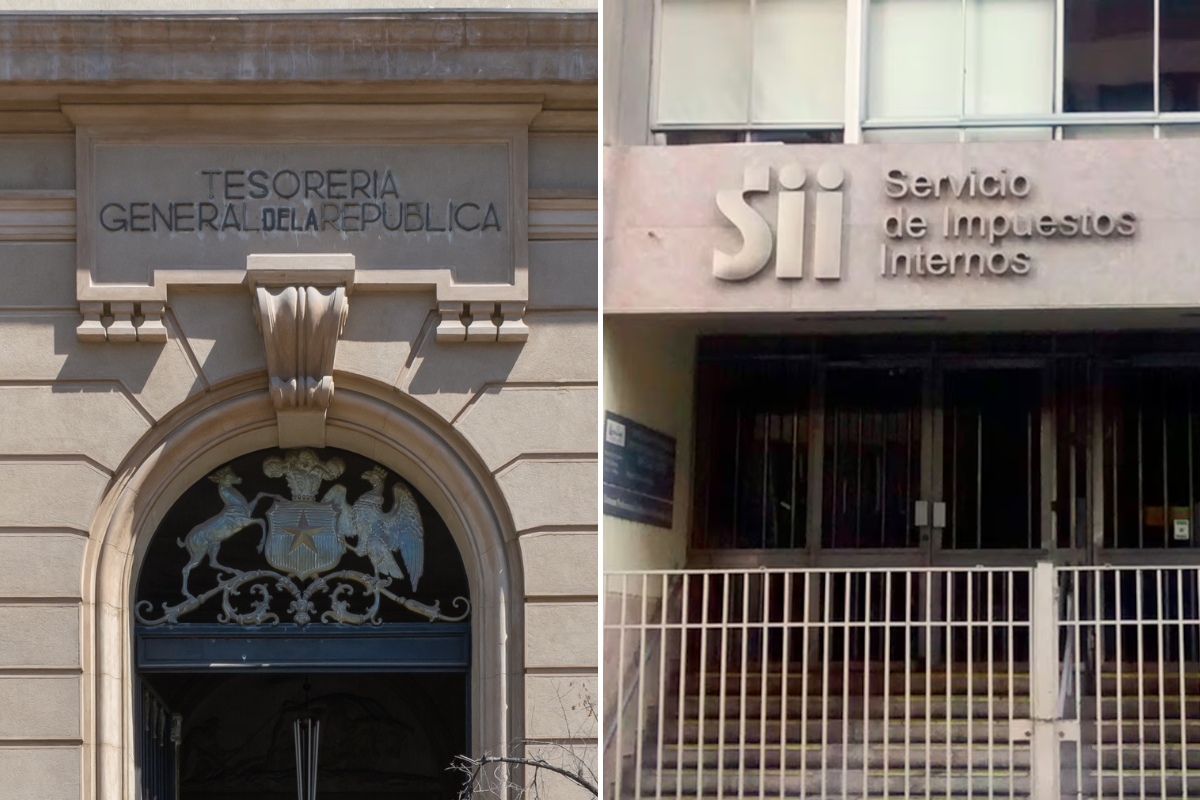 TESORERIA
GENERAL DE LA REPUBLICA
Sii
Servicio
de Impuestos
Internos